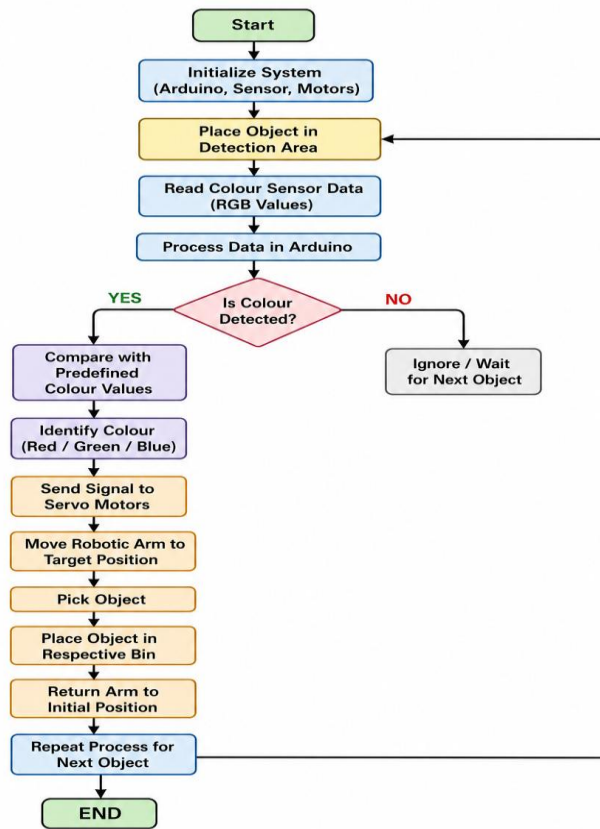 Start
Initialize System
(Arduino, Sensor, Motors)
Place Object in
Detection Area
Read Colour Sensor Data
(RGB Values)
Process Data in Arduino
Is Colour
Detected?
YES
NO
Compare with
Predefined
Colour Values
Ignore / Wait
for Next Object
Identify Colour
(Red / Green / Blue)
Send Signal to
Servo Motors
Move Robotic Arm to
Target Position
Pick Object
Place Object in
Respective Bin
Return Arm to
Initial Position
Repeat Process for
Next Object
END